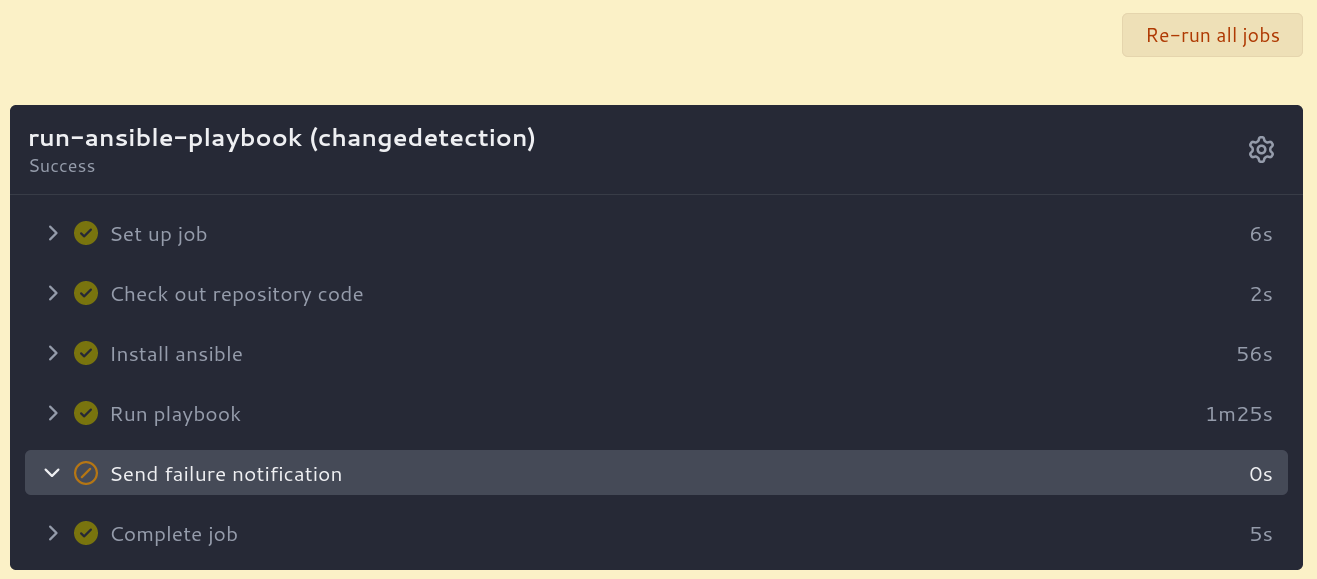 Re-run all jobs
run-ansible-playbook (changedetection)
Success
Set up job 6s
Check out repository code 2s
Install ansible 56s
Run playbook 1m25s
Send failure notification 0s
Complete job 5s